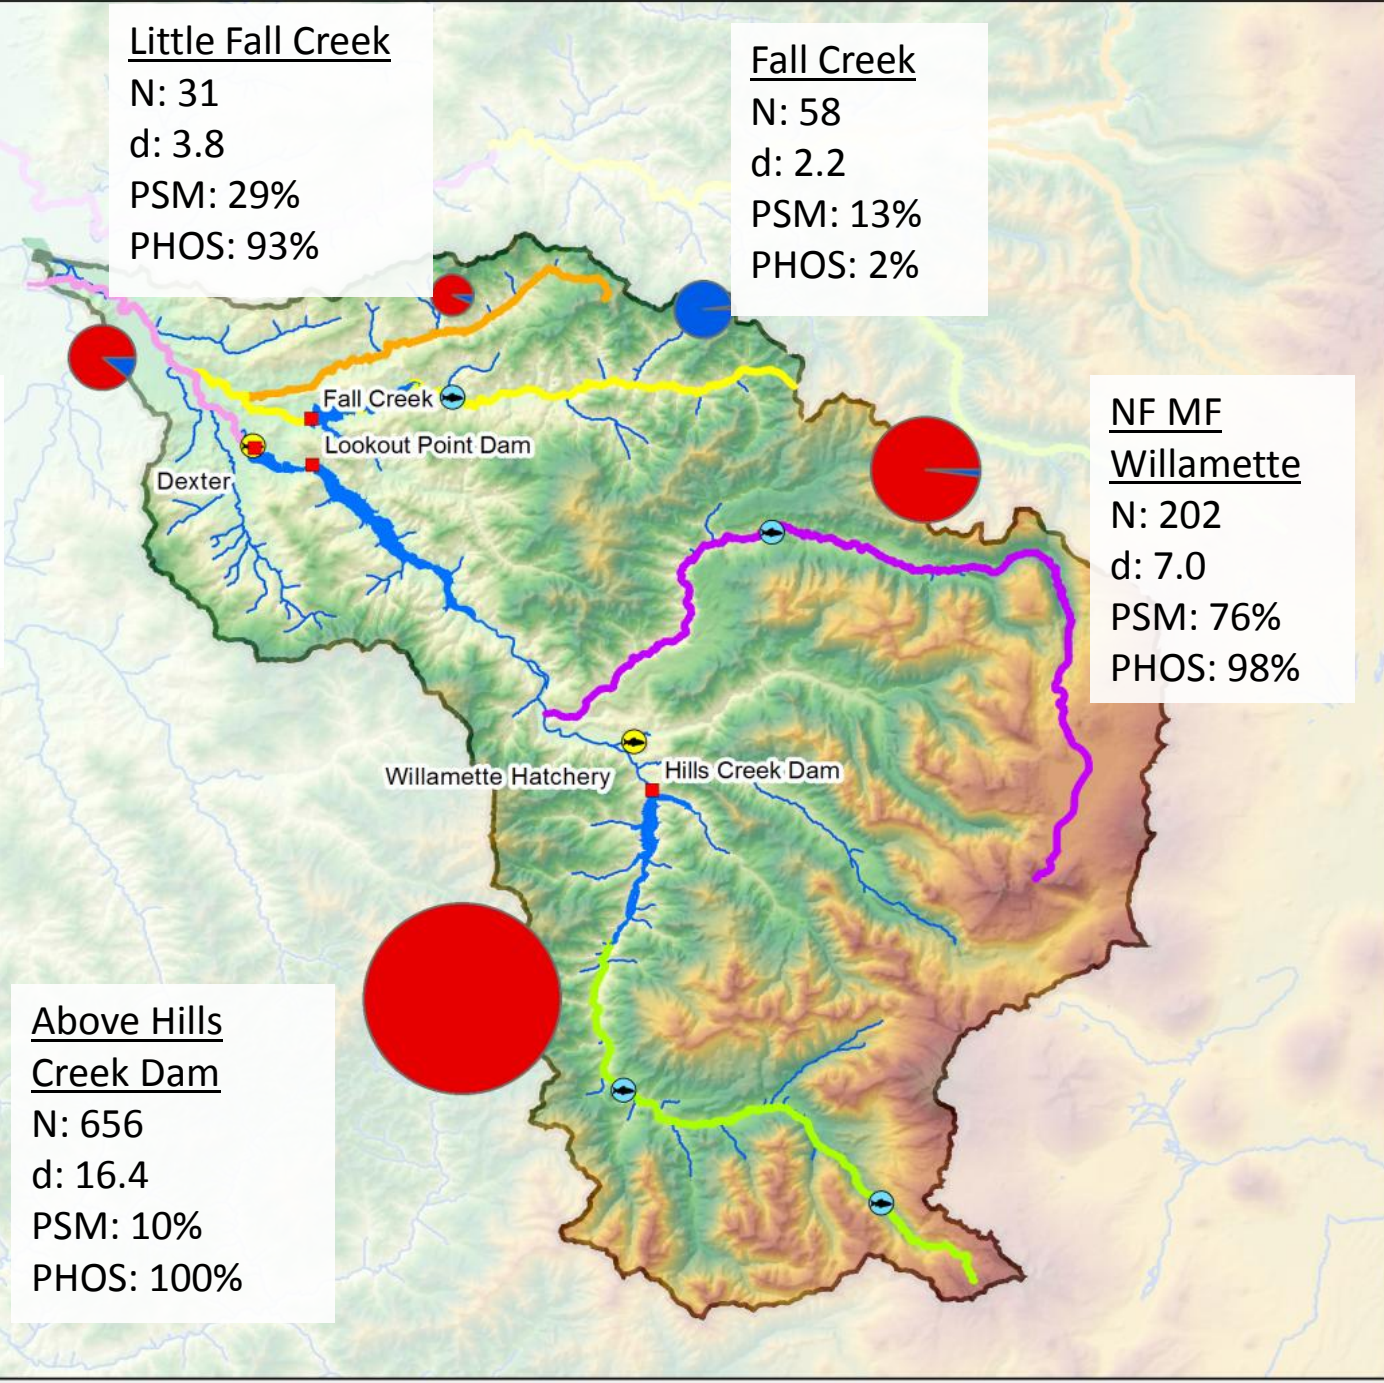 Little Fall Creek
N: 31
d: 3.8
PSM: 29%
PHOS: 93%
Fall Creek
N: 58
d: 2.2
PSM: 13%
PHOS: 2%
Fall Creek
Lookout Point Dam
Dexter
NF MF
Willamette
N: 202
d: 7.0
PSM: 76%
PHOS: 98%
Willamette Hatchery
Hills Creek Dam
Above Hills
Creek Dam
N: 656
d: 16.4
PSM: 10%
PHOS: 100%